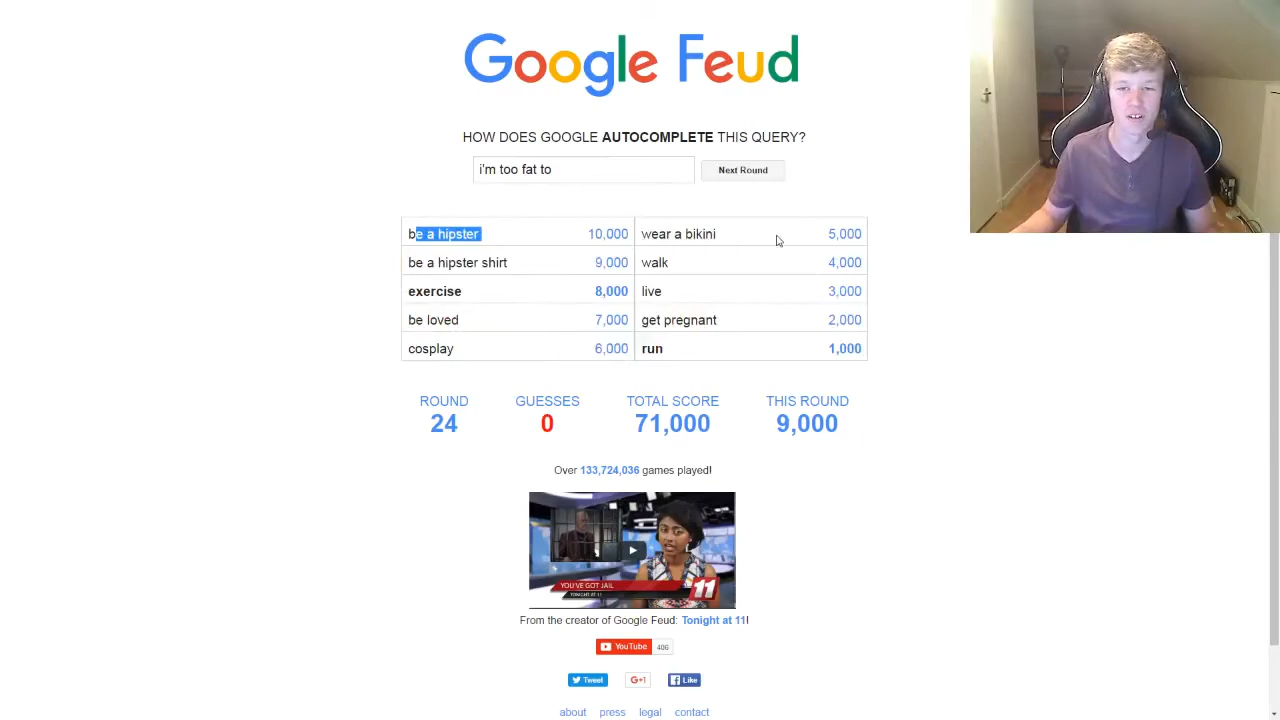 Google Feud
HOW DOES GOOGLE AUTOCOMPLETE THIS QUERY?
i'm too fat to
Next Round
be a hipster 10,000
be a hipster shirt 9,000
exercise 8,000
be loved 7,000
cosplay 6,000
wear a bikini 5,000
walk 4,000
live 3,000
get pregnant 2,000
run 1,000
ROUND GUESSES TOTAL SCORE THIS ROUND
24 0 71,000 9,000
Over 133,724,036 games played!
YOU'VE GOT JAIL
TONIGHT AT 11
11
From the creator of Google Feud: Tonight at 11!
YouTube 406
Tweet G+1 Like
about press legal contact